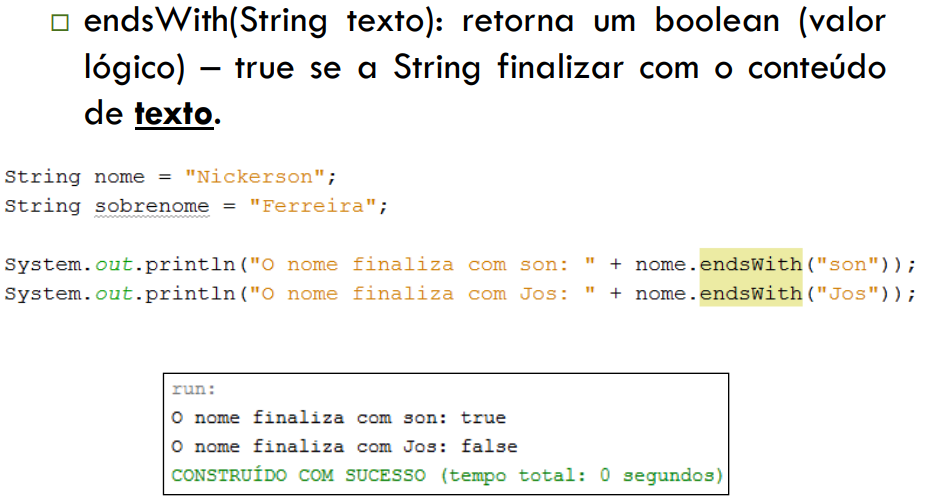 endsWith(String texto): retorna um boolean (valor
lógico) – true se a String finalizar com o conteúdo
de texto.
String nome = "Nickerson";
String sobrenome = "Ferreira";
System.out.println("O nome finaliza com son: " + nome.endsWith("son"));
System.out.println("O nome finaliza com Jos: " + nome.endsWith("Jos"));
run:
O nome finaliza com son: true
O nome finaliza com Jos: false
CONSTRUÍDO COM SUCESSO (tempo total: 0 segundos)